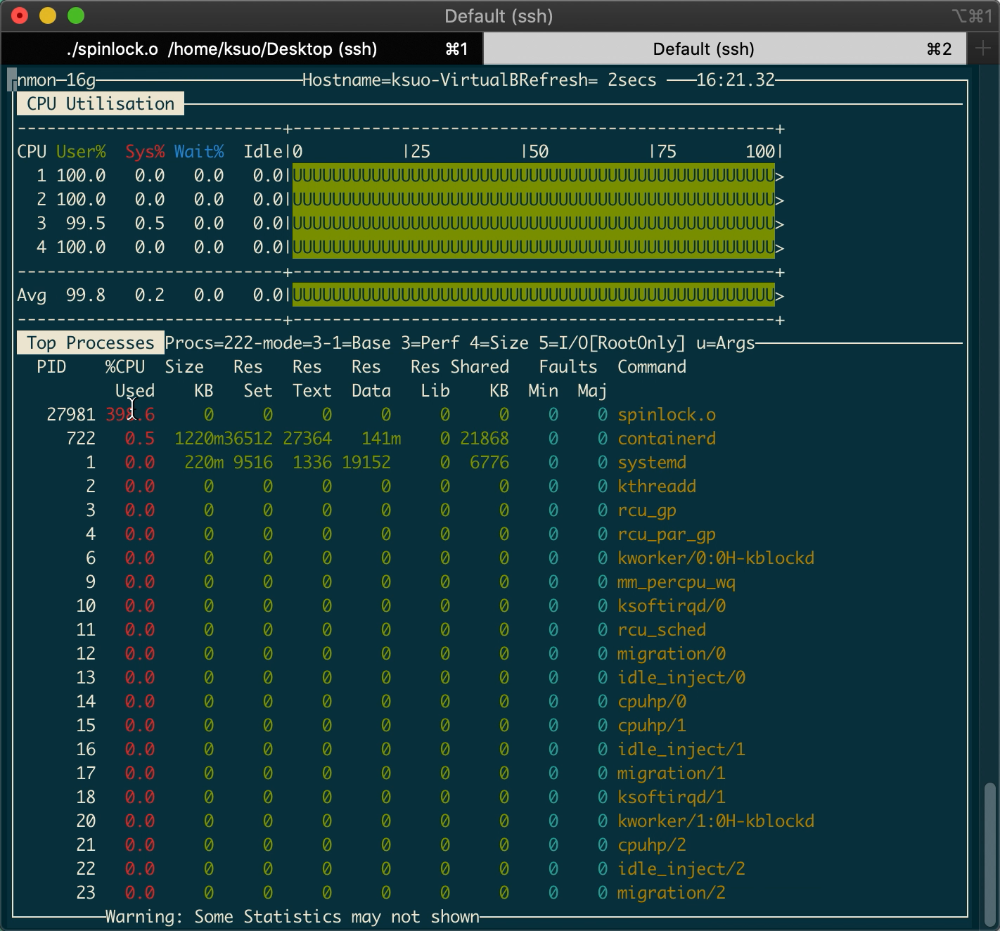 Default (ssh) ⌥⌘1
./spinlock.o /home/ksuo/Desktop (ssh) ⌘1 Default (ssh) ⌘2 +
nmon─16g Hostname=ksuo-VirtualBRefresh= 2secs 16:21.32
CPU Utilisation
---------------------------+-------------------------------------------------+
CPU User% Sys% Wait% Idle|0 |25 |50 |75 100|
1 100.0 0.0 0.0 0.0|UUUUUUUUUUUUUUUUUUUUUUUUUUUUUUUUUUUUUUUUUUUUUUUUU>
2 100.0 0.0 0.0 0.0|UUUUUUUUUUUUUUUUUUUUUUUUUUUUUUUUUUUUUUUUUUUUUUUUU>
3 99.5 0.5 0.0 0.0|UUUUUUUUUUUUUUUUUUUUUUUUUUUUUUUUUUUUUUUUUUUUUUUUU>
4 100.0 0.0 0.0 0.0|UUUUUUUUUUUUUUUUUUUUUUUUUUUUUUUUUUUUUUUUUUUUUUUUU>
---------------------------+-------------------------------------------------+
Avg 99.8 0.2 0.0 0.0|UUUUUUUUUUUUUUUUUUUUUUUUUUUUUUUUUUUUUUUUUUUUUUUUU>
---------------------------+-------------------------------------------------+
Top Processes Procs=222-mode=3-1=Base 3=Perf 4=Size 5=I/O[RootOnly] u=Args
PID %CPU Size Res Res Res Res Shared Faults Command
Used KB Set Text Data Lib KB Min Maj
27981 398.6 0 0 0 0 0 0 0 0 spinlock.o
722 0.5 1220m36512 27364 141m 0 21868 0 0 containerd
1 0.0 220m 9516 1336 19152 0 6776 0 0 systemd
2 0.0 0 0 0 0 0 0 0 0 kthreadd
3 0.0 0 0 0 0 0 0 0 0 rcu_gp
4 0.0 0 0 0 0 0 0 0 0 rcu_par_gp
6 0.0 0 0 0 0 0 0 0 0 kworker/0:0H-kblockd
9 0.0 0 0 0 0 0 0 0 0 mm_percpu_wq
10 0.0 0 0 0 0 0 0 0 0 ksoftirqd/0
11 0.0 0 0 0 0 0 0 0 0 rcu_sched
12 0.0 0 0 0 0 0 0 0 0 migration/0
13 0.0 0 0 0 0 0 0 0 0 idle_inject/0
14 0.0 0 0 0 0 0 0 0 0 cpuhp/0
15 0.0 0 0 0 0 0 0 0 0 cpuhp/1
16 0.0 0 0 0 0 0 0 0 0 idle_inject/1
17 0.0 0 0 0 0 0 0 0 0 migration/1
18 0.0 0 0 0 0 0 0 0 0 ksoftirqd/1
20 0.0 0 0 0 0 0 0 0 0 kworker/1:0H-kblockd
21 0.0 0 0 0 0 0 0 0 0 cpuhp/2
22 0.0 0 0 0 0 0 0 0 0 idle_inject/2
23 0.0 0 0 0 0 0 0 0 0 migration/2
Warning: Some Statistics may not shown